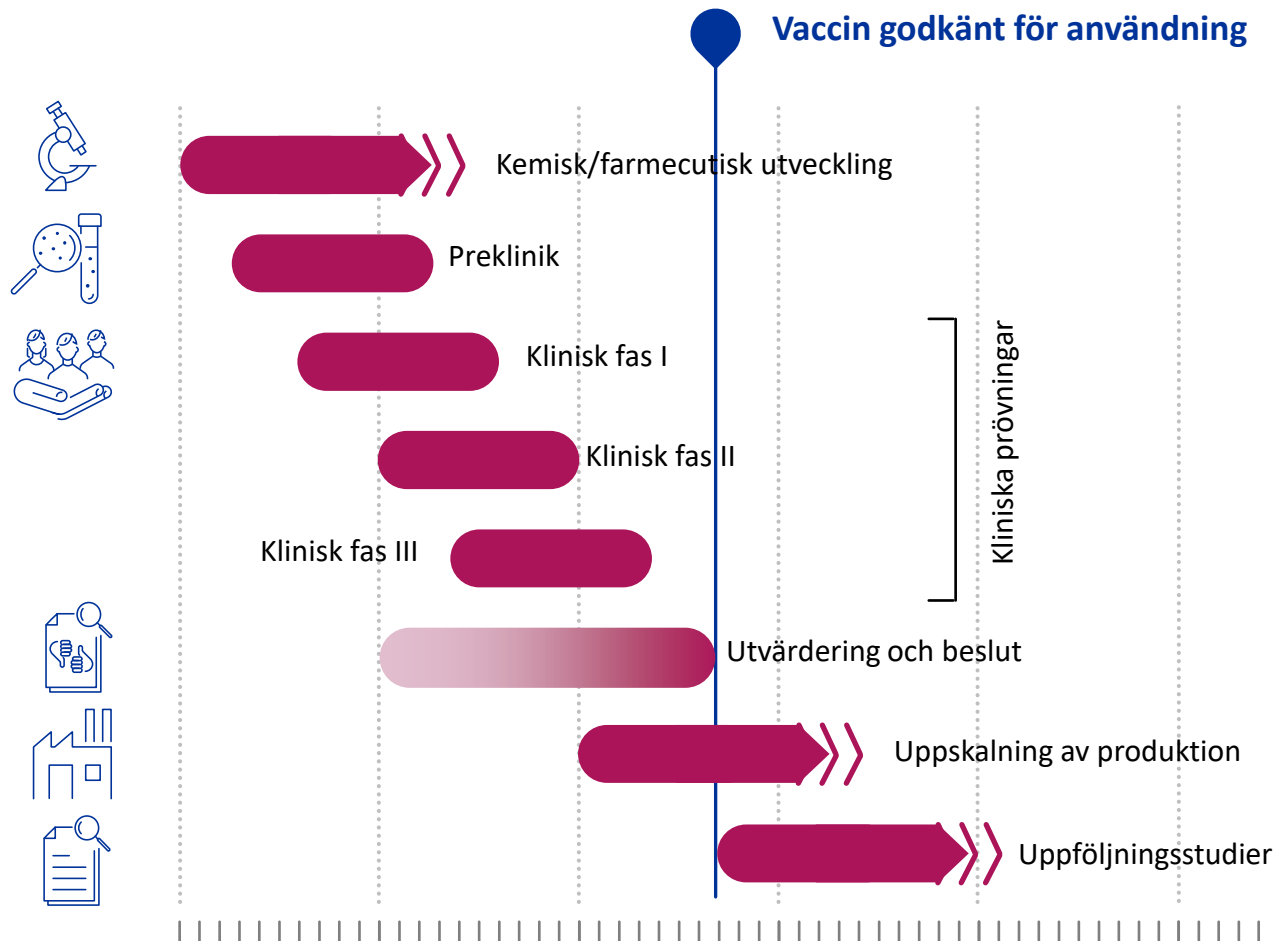 Vaccin godkänt för användning
Kemisk/farmecutisk utveckling
Preklinik
Klinisk fas I
Klinisk fas II
Klinisk fas III
Kliniska prövningar
Utvärdering och beslut
Uppskalning av produktion
Uppföljningsstudier